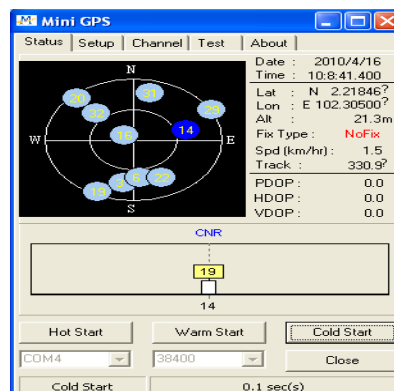 Mini GPS
Status Setup Channel Test About
N
W
E
S
20
31
29
32
16
14
19
3
6
22
Date : 2010/4/16
Time : 10:8:41.400
Lat : N 2.21846?
Lon : E 102.30500?
Alt : 21.3m
Fix Type : NoFix
Spd (km/hr) : 1.5
Track : 330.9?
PDOP : 0.0
HDOP : 0.0
VDOP : 0.0
CNR
19
14
Hot Start Warm Start Cold Start
COM4 38400 Close
Cold Start 0.1 sec(s)